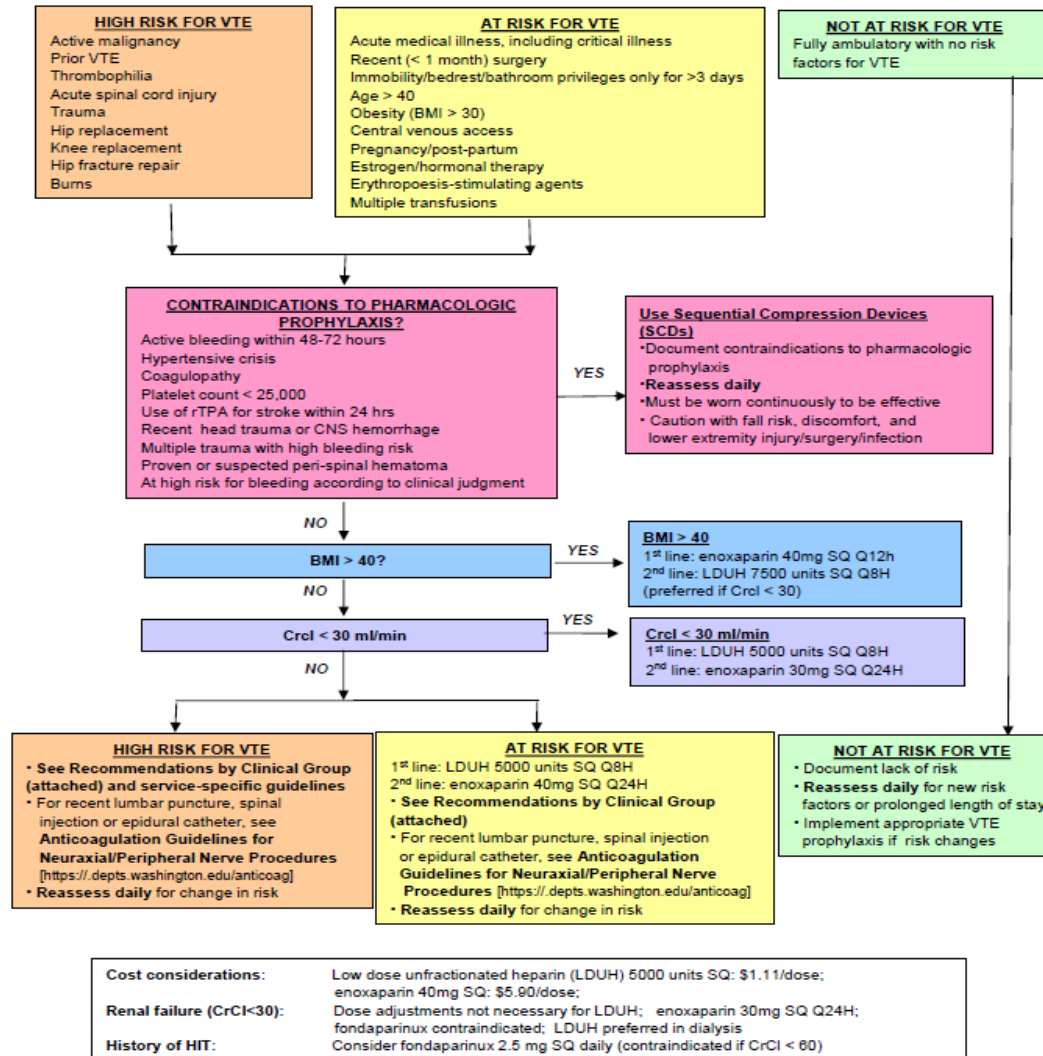 HIGH RISK FOR VTE
Active malignancy
Prior VTE
Thrombophilia
Acute spinal cord injury
Trauma
Hip replacement
Knee replacement
Hip fracture repair
Burns
AT RISK FOR VTE
Acute medical illness, including critical illness
Recent (< 1 month) surgery
Immobility/bedrest/bathroom privileges only for >3 days
Age > 40
Obesity (BMI > 30)
Central venous access
Pregnancy/post-partum
Estrogen/hormonal therapy
Erythropoesis-stimulating agents
Multiple transfusions
NOT AT RISK FOR VTE
Fully ambulatory with no risk
factors for VTE
CONTRAINDICATIONS TO PHARMACOLOGIC
PROPHYLAXIS?
Active bleeding within 48-72 hours
Hypertensive crisis
Coagulopathy
Platelet count < 25,000
Use of rTPA for stroke within 24 hrs
Recent head trauma or CNS hemorrhage
Multiple trauma with high bleeding risk
Proven or suspected peri-spinal hematoma
At high risk for bleeding according to clinical judgment
YES
Use Sequential Compression Devices
(SCDs)
•Document contraindications to pharmacologic
prophylaxis
•Reassess daily
•Must be worn continuously to be effective
• Caution with fall risk, discomfort, and
lower extremity injury/surgery/infection
NO
BMI > 40?
YES
BMI > 40
1st line: enoxaparin 40mg SQ Q12h
2nd line: LDUH 7500 units SQ Q8H
(preferred if Crcl < 30)
NO
Crcl < 30 ml/min
YES
Crcl < 30 ml/min
1st line: LDUH 5000 units SQ Q8H
2nd line: enoxaparin 30mg SQ Q24H
NO
HIGH RISK FOR VTE
• See Recommendations by Clinical Group
(attached) and service-specific guidelines
• For recent lumbar puncture, spinal
injection or epidural catheter, see
Anticoagulation Guidelines for
Neuraxial/Peripheral Nerve Procedures
[https://.depts.washington.edu/anticoag]
• Reassess daily for change in risk
AT RISK FOR VTE
1st line: LDUH 5000 units SQ Q8H
2nd line: enoxaparin 40mg SQ Q24H
• See Recommendations by Clinical Group
(attached)
• For recent lumbar puncture, spinal injection
or epidural catheter, see Anticoagulation
Guidelines for Neuraxial/Peripheral Nerve
Procedures [https://.depts.washington.edu/anticoag]
• Reassess daily for change in risk
NOT AT RISK FOR VTE
• Document lack of risk
• Reassess daily for new risk
factors or prolonged length of stay
• Implement appropriate VTE
prophylaxis if risk changes
Cost considerations: Low dose unfractionated heparin (LDUH) 5000 units SQ: $1.11/dose;
enoxaparin 40mg SQ: $5.90/dose;
Renal failure (CrCl<30): Dose adjustments not necessary for LDUH; enoxaparin 30mg SQ Q24H;
fondaparinux contraindicated; LDUH preferred in dialysis
History of HIT: Consider fondaparinux 2.5 mg SQ daily (contraindicated if CrCl < 60)